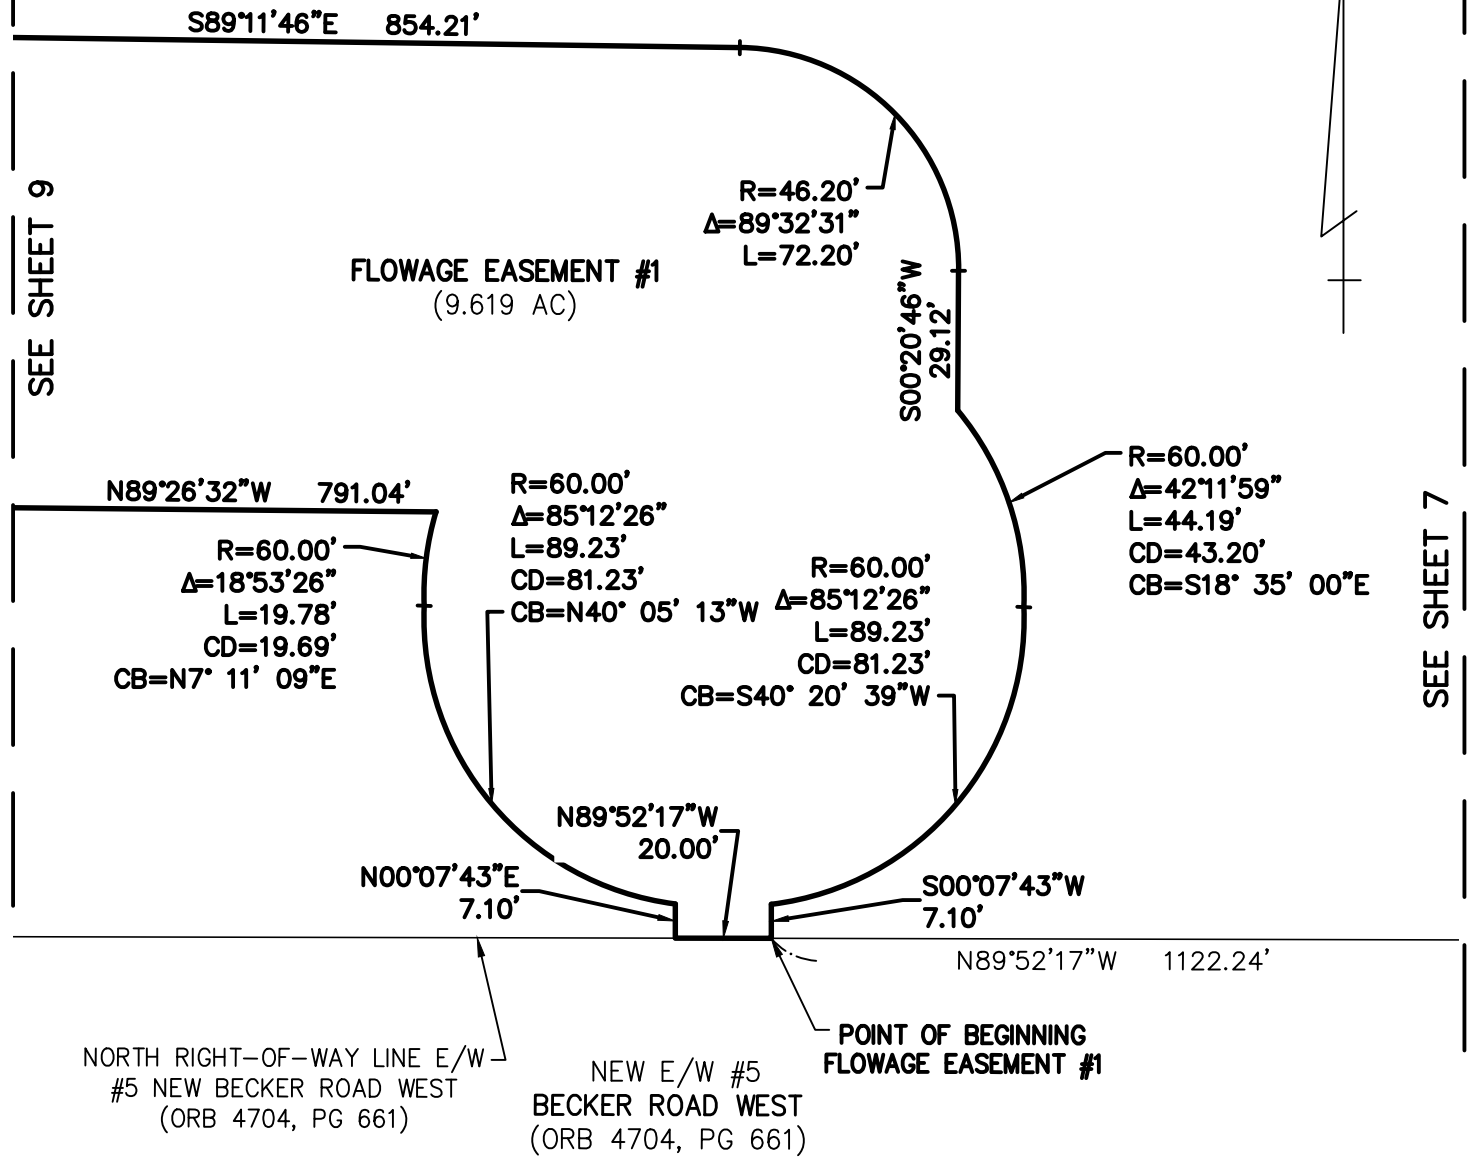 S89°11'46"E 854.21'
SEE SHEET 9
R=46.20'
Δ=89°32'31"
L=72.20'
FLOWAGE EASEMENT #1
(9.619 AC)
S00°20'46"W
29.12'
N89°26'32"W 791.04'
R=60.00'
Δ=18°53'26"
L=19.78'
CD=19.69'
CB=N7° 11' 09"E
R=60.00'
Δ=85°12'26"
L=89.23'
CD=81.23'
CB=N40° 05' 13"W
R=60.00'
Δ=85°12'26"
L=89.23'
CD=81.23'
CB=S40° 20' 39"W
R=60.00'
Δ=42°11'59"
L=44.19'
CD=43.20'
CB=S18° 35' 00"E
SEE SHEET 7
N89°52'17"W
20.00'
N00°07'43"E
7.10'
S00°07'43"W
7.10'
N89°52'17"W 1122.24'
POINT OF BEGINNING
FLOWAGE EASEMENT #1
NORTH RIGHT-OF-WAY LINE E/W
#5 NEW BECKER ROAD WEST
(ORB 4704, PG 661)
NEW E/W #5
BECKER ROAD WEST
(ORB 4704, PG 661)